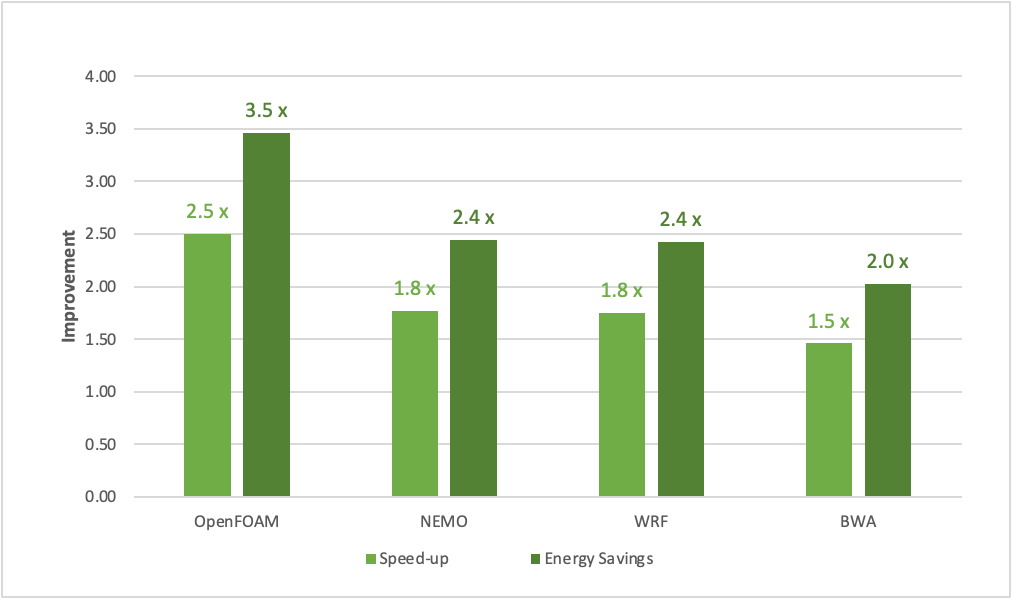 4.00
3.50
3.00
2.50
2.00
1.50
1.00
0.50
0.00
Improvement
2.5 x
3.5 x
1.8 x
2.4 x
1.8 x
2.4 x
1.5 x
2.0 x
OpenFOAM
NEMO
WRF
BWA
Speed-up
Energy Savings